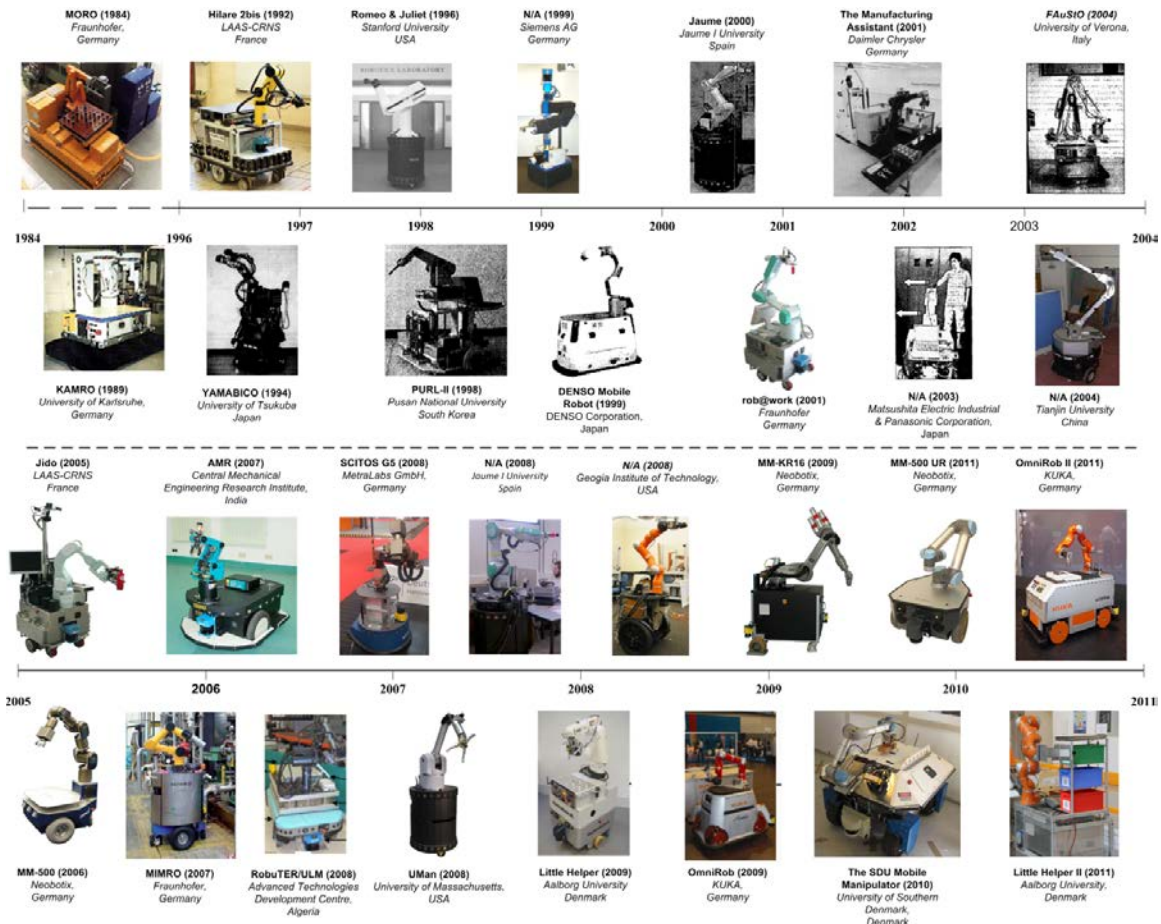 MORO (1984)
Fraunhofer,
Germany
Hilare 2bis (1992)
LAAS-CRNS
France
Romeo & Juliet (1996)
Stanford University
USA
N/A (1999)
Siemens AG
Germany
Jaume (2000)
Jaume I University
Spain
The Manufacturing
Assistant (2001)
Daimler Chrysler
Germany
FAuStO (2004)
University of Verona,
Italy
ROBOTICS LABORATORY
1984
1996
1997
1998
1999
2000
2001
2002
2003
2004
KAMRO (1989)
University of Karlsruhe,
Germany
YAMABICO (1994)
University of Tsukuba
Japan
PURL-II (1998)
Pusan National University
South Korea
DENSO Mobile
Robot (1999)
DENSO Corporation,
Japan
rob@work (2001)
Fraunhofer
Germany
N/A (2003)
Matsushita Electric Industrial
& Panasonic Corporation,
Japan
N/A (2004)
Tianjin University
China
Jido (2005)
LAAS-CRNS
France
AMR (2007)
Central Mechanical
Engineering Research Institute,
India
SCITOS G5 (2008)
MetraLabs GmbH,
Germany
N/A (2008)
Jaume I University
Spain
N/A (2008)
Geogia Institute of Technology,
USA
MM-KR16 (2009)
Neobotix,
Germany
MM-500 UR (2011)
Neobotix,
Germany
OmniRob II (2011)
KUKA,
Germany
KUKA
2005
2006
2007
2008
2009
2010
2011
KUKA
MM-500 (2006)
Neobotix,
Germany
MIMRO (2007)
Fraunhofer,
Germany
RobuTER/ULM (2008)
Advanced Technologies
Development Centre,
Algeria
UMan (2008)
University of Massachusetts,
USA
Little Helper (2009)
Aalborg University
Denmark
OmniRob (2009)
KUKA,
Germany
The SDU Mobile
Manipulator (2010)
University of Southern
Denmark,
Denmark
Little Helper II (2011)
Aalborg University,
Denmark